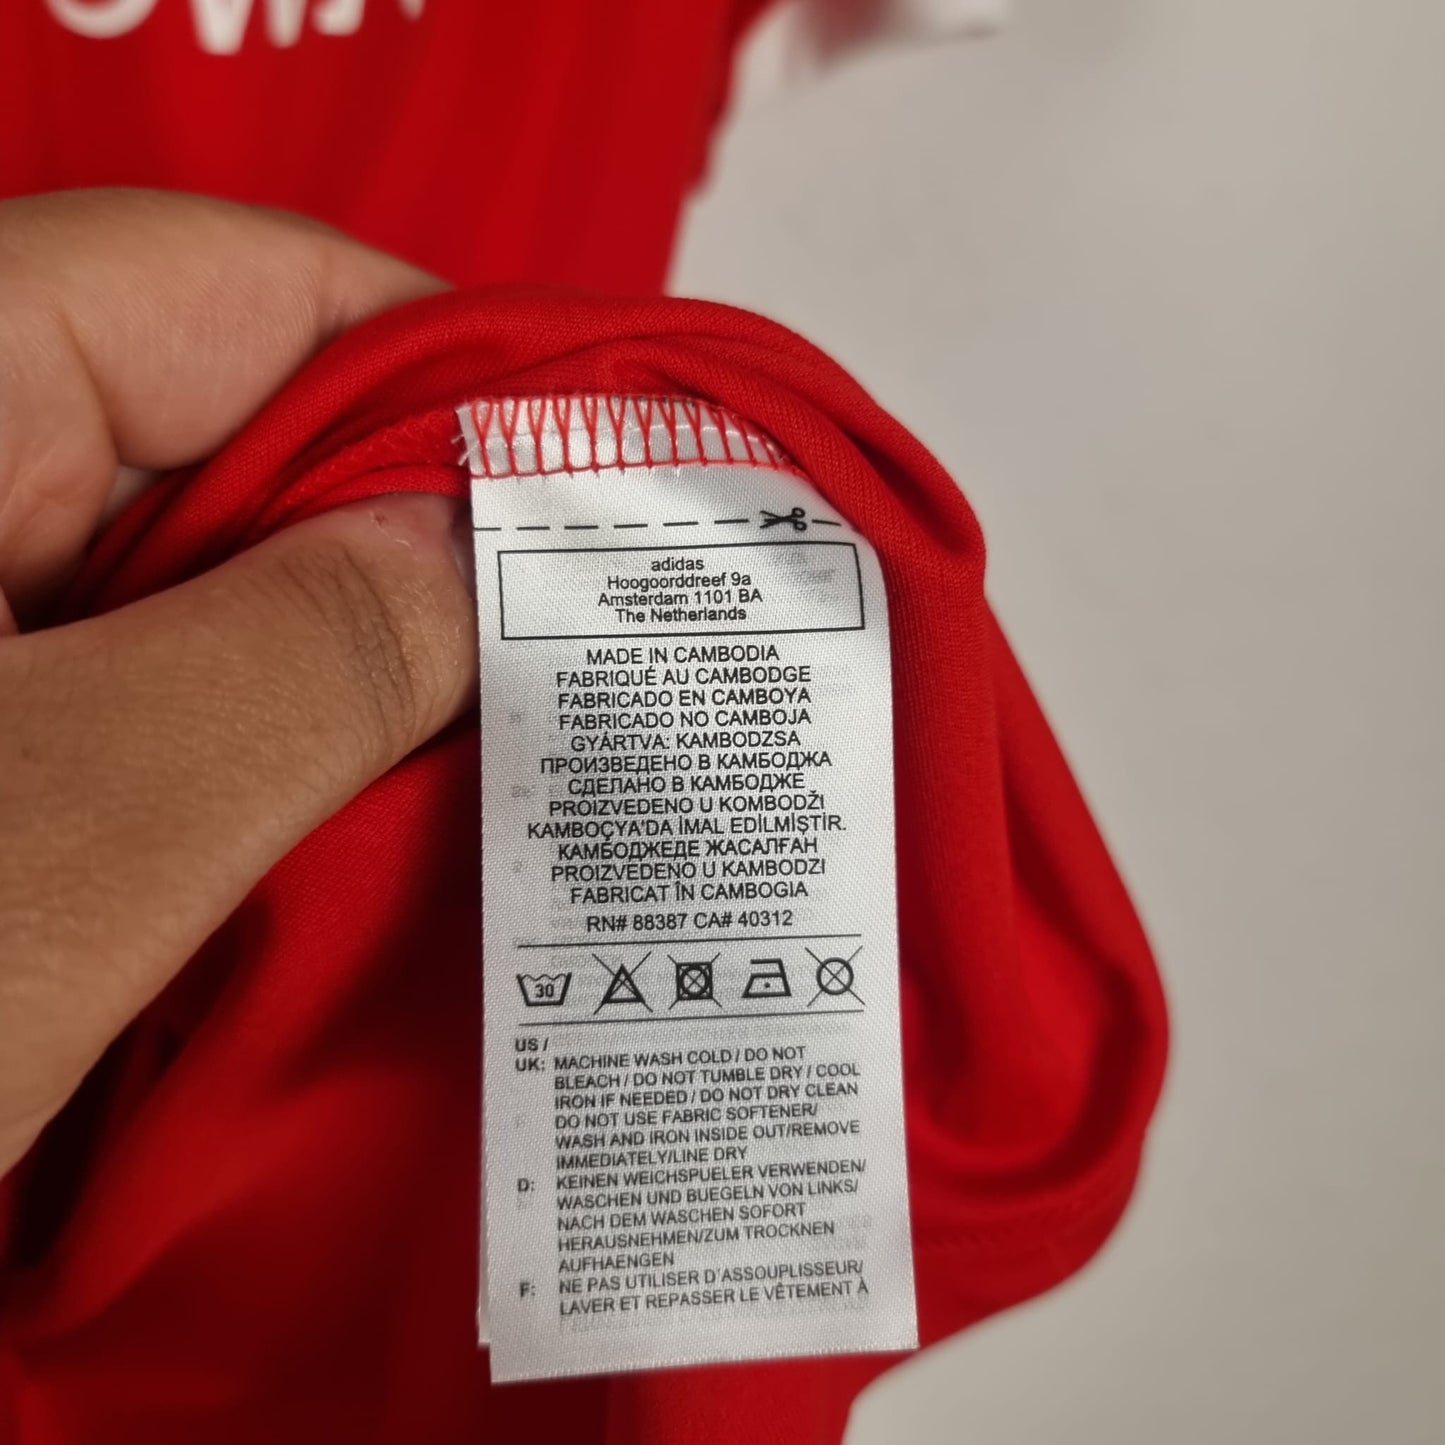 adidas
Hoogoorddreef 9a
Amsterdam 1101 BA
The Netherlands
MADE IN CAMBODIA
FABRIQUÉ AU CAMBODGE
FABRICADO EN CAMBOYA
FABRICADO NO CAMBOJA
GYÁRTVA: KAMBODZSA
ПРОИЗВЕДЕНО В КАМБОДЖА
СДЕЛАНО В КАМБОДЖЕ
PROIZVEDENO U KOMBODŽI
KAMBOÇYA'DA İMAL EDİLMİŞTİR.
КАМБОДЖЕДЕ ЖАСАЛҒАН
PROIZVEDENO U KAMBODZI
FABRICAT ÎN CAMBOGIA
RN# 88387 CA# 40312
30
US /
UK: MACHINE WASH COLD / DO NOT
BLEACH / DO NOT TUMBLE DRY / COOL
IRON IF NEEDED / DO NOT DRY CLEAN
DO NOT USE FABRIC SOFTENER/
WASH AND IRON INSIDE OUT/REMOVE
IMMEDIATELY/LINE DRY
D: KEINEN WEICHSPUELER VERWENDEN/
WASCHEN UND BUEGELN VON LINKS/
NACH DEM WASCHEN SOFORT
HERAUSNEHMEN/ZUM TROCKNEN
AUFHAENGEN
F: NE PAS UTILISER D'ASSOUPLISSEUR/
LAVER ET REPASSER LE VÊTEMENT À